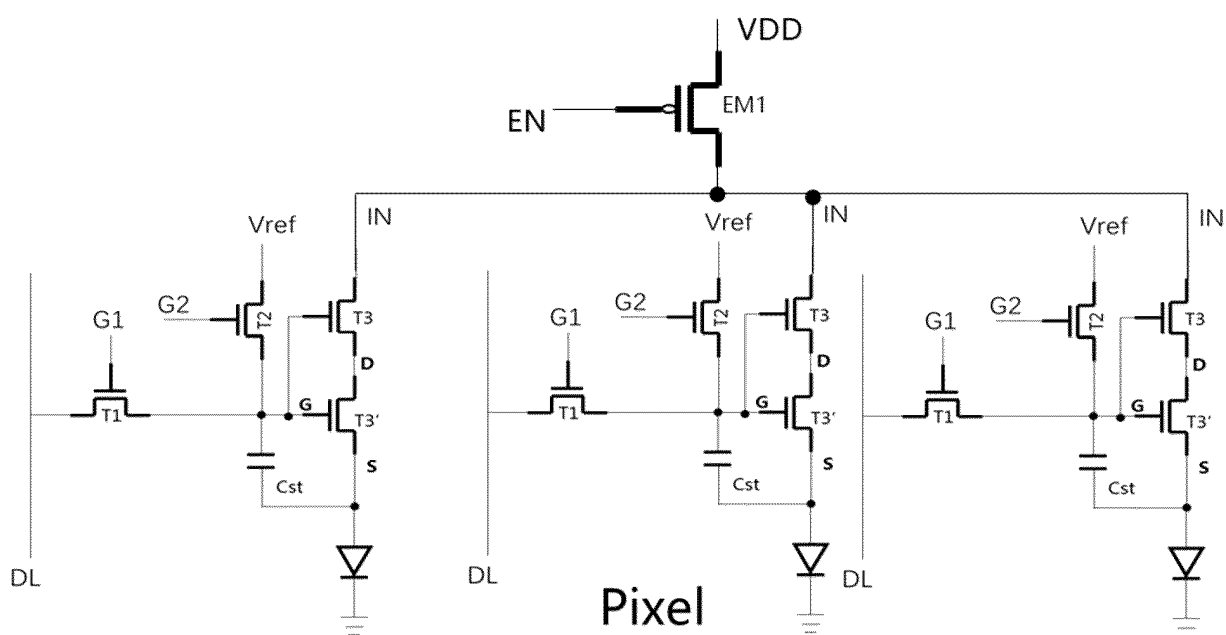 VDD
EM1
EN
IN
IN
IN
Vref
Vref
Vref
G2
T2
T3
G2
T2
T3
G2
T2
T3
G1
G1
G1
D
D
D
T1
G
T3'
T1
G
T3'
T1
G
T3'
S
S
S
Cst
Cst
Cst
DL
DL
DL
Pixel